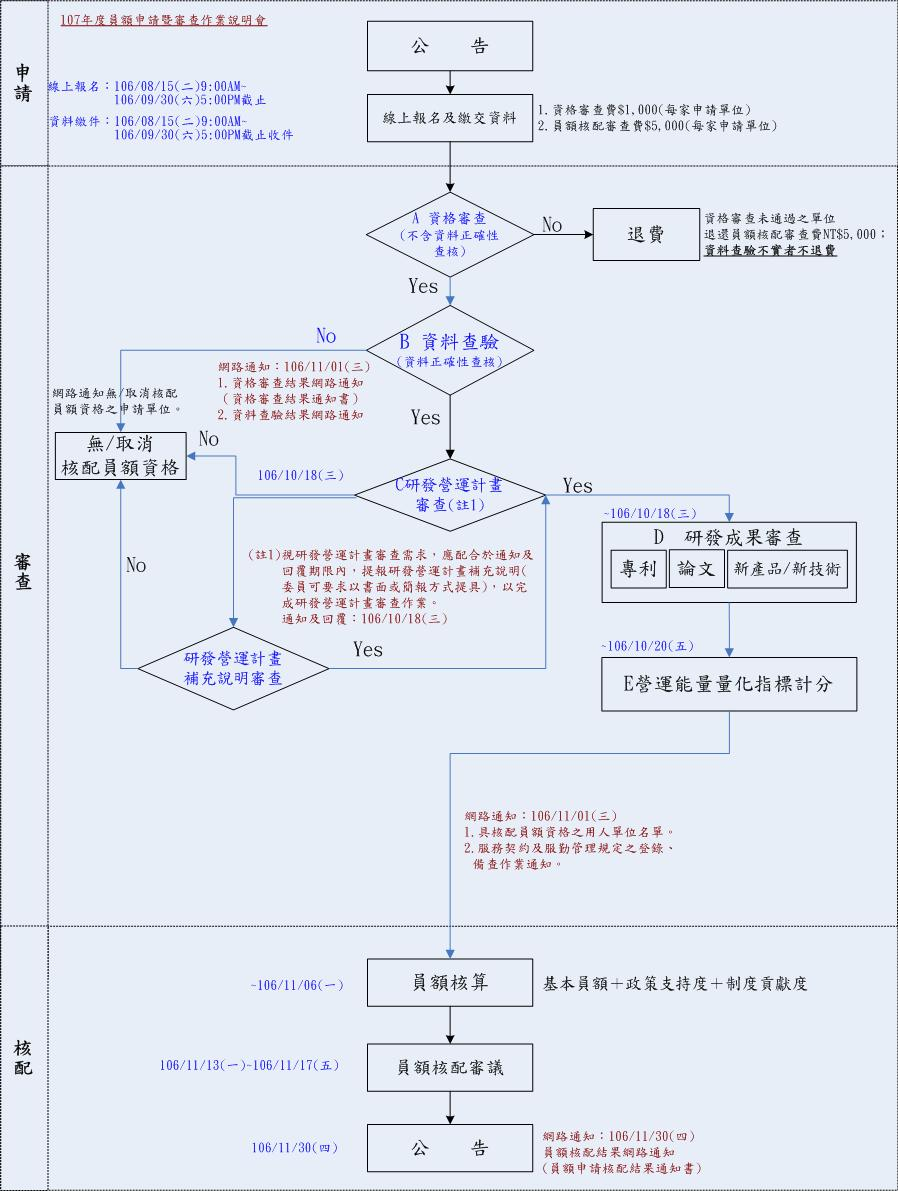 107年度員額申請暨審查作業說明會
公 告
申請
線上報名：106/08/15(二)9:00AM~
106/09/30(六)5:00PM截止
資料繳件：106/08/15(二)9:00AM~
106/09/30(六)5:00PM截止收件
線上報名及繳交資料
1.資格審查費$1,000(每家申請單位)
2.員額核配審查費$5,000(每家申請單位)
A 資格審查
(不含資料正確性
查核)
No
退費
資格審查未通過之單位
退還員額核配審查費NT$5,000；
資料查驗不實者不退費
Yes
B 資料查驗
(資料正確性查核)
No
網路通知：106/11/01(三)
1.資格審查結果網路通知
(資格審查結果通知書)
2.資料查驗結果網路通知
網路通知無/取消核配
員額資格之申請單位。
Yes
無/取消
核配員額資格
No
106/10/18(三)
C研發營運計畫
審查(註1)
Yes
~106/10/18(三)
D 研發成果審查
專利
論文
新產品/新技術
審查
(註1)視研發營運計畫審查需求，應配合於通知及
回覆期限內，提報研發營運計畫補充說明(
委員可要求以書面或簡報方式提具)，以完
成研發營運計畫審查作業。
通知及回覆：106/10/18(三)
No
研發營運計畫
補充說明審查
Yes
~106/10/20(五)
E營運能量量化指標計分
網路通知：106/11/01(三)
1.具核配員額資格之用人單位名單。
2.服務契約及服勤管理規定之登錄、
備查作業通知。
核配
~106/11/06(一)
員額核算
基本員額＋政策支持度＋制度貢獻度
106/11/13(一)~106/11/17(五)
員額核配審議
106/11/30(四)
公 告
網路通知：106/11/30(四)
員額核配結果網路通知
(員額申請核配結果通知書)